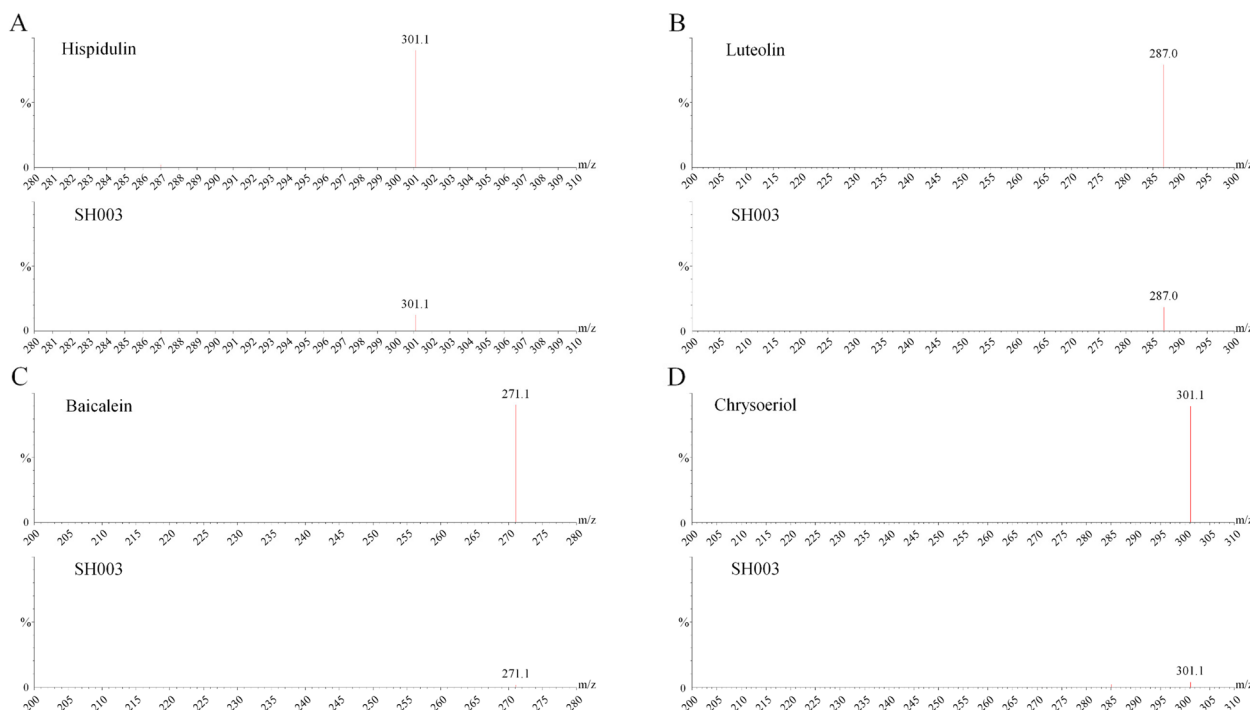 A
Hispidulin
301.1
%
0
m/z
280 281 282 283 284 285 286 287 288 289 290 291 292 293 294 295 296 297 298 299 300 301 302 303 304 305 306 307 308 309 310
SH003
301.1
%
0
m/z
280 281 282 283 284 285 286 287 288 289 290 291 292 293 294 295 296 297 298 299 300 301 302 303 304 305 306 307 308 309 310
B
Luteolin
287.0
%
0
m/z
200 205 210 215 220 225 230 235 240 245 250 255 260 265 270 275 280 285 290 295 300
SH003
287.0
%
0
m/z
200 205 210 215 220 225 230 235 240 245 250 255 260 265 270 275 280 285 290 295 300
C
Baicalein
271.1
%
0
m/z
200 205 210 215 220 225 230 235 240 245 250 255 260 265 270 275 280
SH003
271.1
%
0
m/z
200 205 210 215 220 225 230 235 240 245 250 255 260 265 270 275 280
D
Chrysoeriol
301.1
%
0
m/z
200 205 210 215 220 225 230 235 240 245 250 255 260 265 270 275 280 285 290 295 300 305 310
SH003
301.1
%
0
m/z
200 205 210 215 220 225 230 235 240 245 250 255 260 265 270 275 280 285 290 295 300 305 310